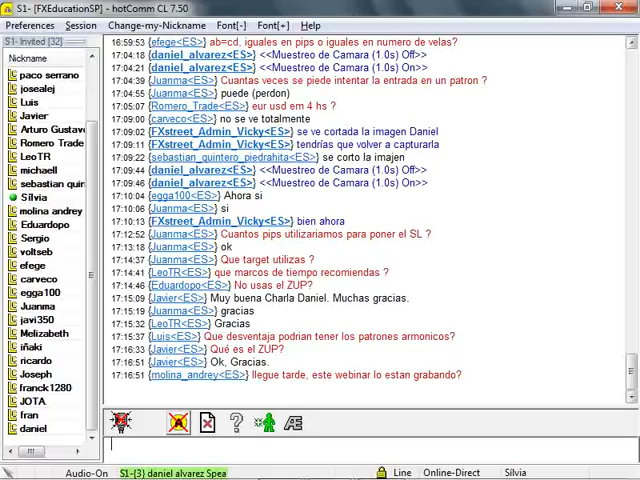 S1- [FXEducationSP] - hotComm CL 7.50
Preferences Session Change-my-Nickname Font[-] Font[+] Help
S1- Invited [32]
Nickname
paco serrano
josealej
Luis
Javier
Arturo Gustav
Romero Trade
LeoTR
michaell
sebastian quin
Silvia
molina andrey
Eduardopo
Sergio
voltseb
efege
carveco
egga100
Juanma
javi350
Melizabeth
iñaki
ricardo
Joseph
franck1280
JOTA
fran
daniel
16:59:53 {efege<ES>} ab=cd, iguales en pips o iguales en numero de velas?
17:04:18 {daniel_alvarez<ES>} <<Muestreo de Camara (1.0s) Off>>
17:04:21 {daniel_alvarez<ES>} <<Muestreo de Camara (1.0s) On>>
17:04:39 {Juanma<ES>} Cuantas veces se piede intentar la entrada en un patron ?
17:04:55 {Juanma<ES>} puede (perdon)
17:05:07 {Romero_Trade<ES>} eur usd em 4 hs ?
17:08:00 {carveco<ES>} no se ve totalmente
17:09:02 {FXstreet_Admin_Vicky<ES>} se ve cortada la imagen Daniel
17:09:11 {FXstreet_Admin_Vicky<ES>} tendrías que volver a capturarla
17:09:22 {sebastian_quintero_piedrahita<ES>} se corto la imajen
17:09:44 {daniel_alvarez<ES>} <<Muestreo de Camara (1.0s) Off>>
17:09:46 {daniel_alvarez<ES>} <<Muestreo de Camara (1.0s) On>>
17:10:04 {egga100<ES>} Ahora si
17:10:06 {Juanma<ES>} si
17:10:13 {FXstreet_Admin_Vicky<ES>} bien ahora
17:12:52 {Juanma<ES>} Cuantos pips utilizariamos para poner el SL ?
17:13:18 {Juanma<ES>} ok
17:14:37 {Juanma<ES>} Que target utilizas ?
17:14:41 {LeoTR<ES>} que marcos de tiempo recomiendas ?
17:14:46 {Eduardopo<ES>} No usas el ZUP?
17:15:09 {Javier<ES>} Muy buena Charla Daniel. Muchas gracias.
17:15:29 {Juanma<ES>} gracias
17:15:32 {LeoTR<ES>} Gracias
17:15:37 {Luis<ES>} Que desventaja podrian tener los patrones armonicos?
17:16:33 {Javier<ES>} Qué es el ZUP?
17:16:51 {Javier<ES>} Ok, Gracias.
17:16:51 {molina_andrey<ES>} llegue tarde, este webinar lo estan grabando?
Audio-On S1-(3) daniel alvarez Spea Line Online-Direct Sílvia